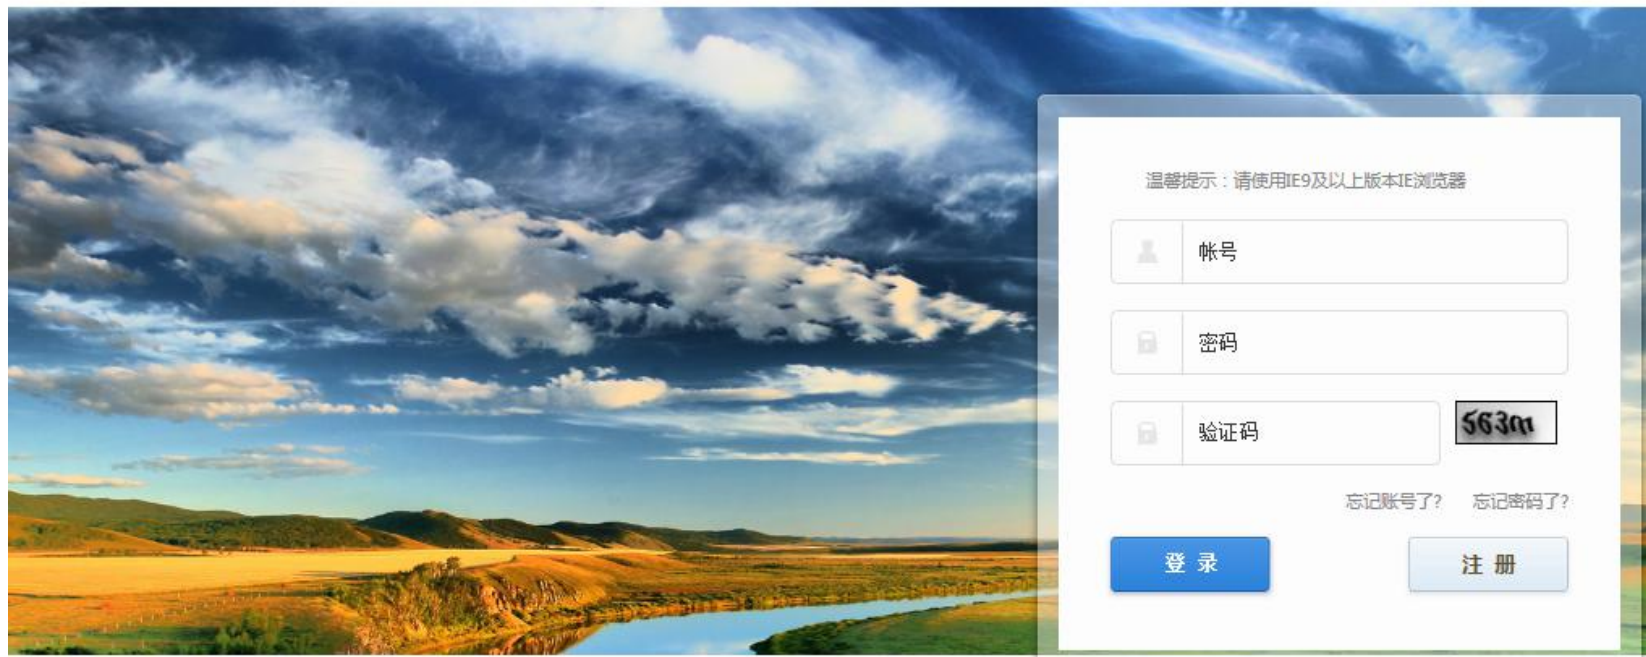 温馨提示：请使用IE9及以上版本IE浏览器
帐号
密码
验证码 563m
忘记账号了? 忘记密码了?
登 录 注 册